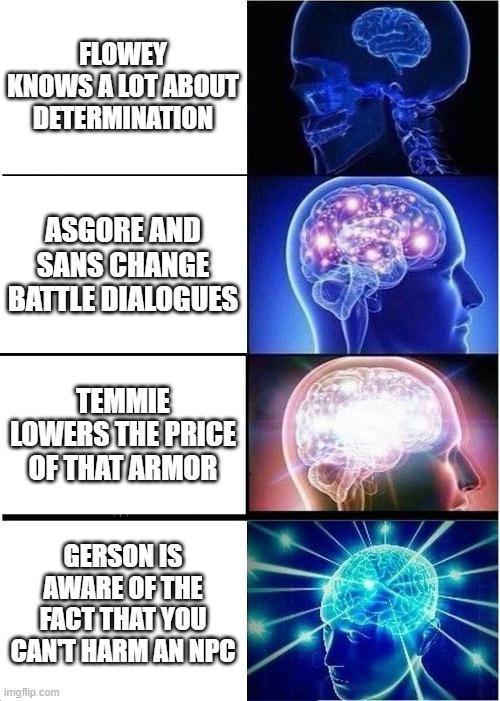 FLOWEY
KNOWS A LOT ABOUT
DETERMINATION
ASGORE AND
SANS CHANGE
BATTLE DIALOGUES
TEMMIE
LOWERS THE PRICE
OF THAT ARMOR
GERSON IS
AWARE OF THE
FACT THAT YOU
CAN'T HARM AN NPC
imgflip.com